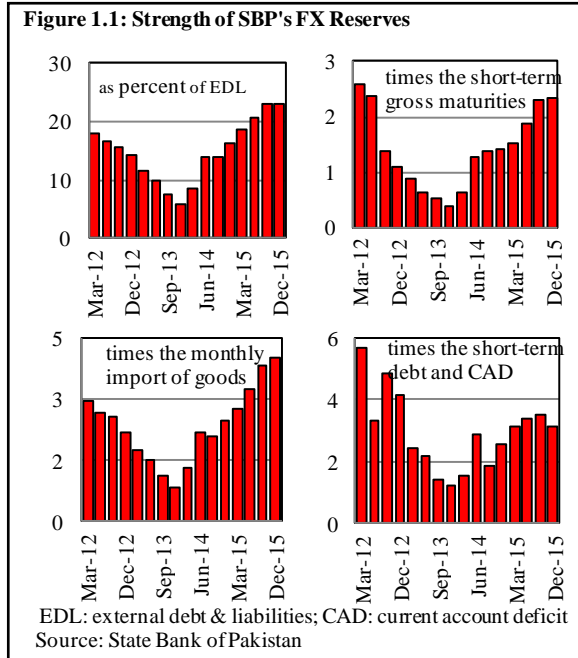 Figure 1.1: Strength of SBP's FX Reserves
as percent of EDL
30
20
10
0
Mar-12
Dec-12
Sep-13
Jun-14
Mar-15
Dec-15
times the short-term
gross maturities
3
2
1
0
Mar-12
Dec-12
Sep-13
Jun-14
Mar-15
Dec-15
times the monthly
import of goods
5
3
2
0
Mar-12
Dec-12
Sep-13
Jun-14
Mar-15
Dec-15
times the short-term
debt and CAD
6
4
2
0
Mar-12
Dec-12
Sep-13
Jun-14
Mar-15
Dec-15
EDL: external debt & liabilities; CAD: current account deficit
Source: State Bank of Pakistan